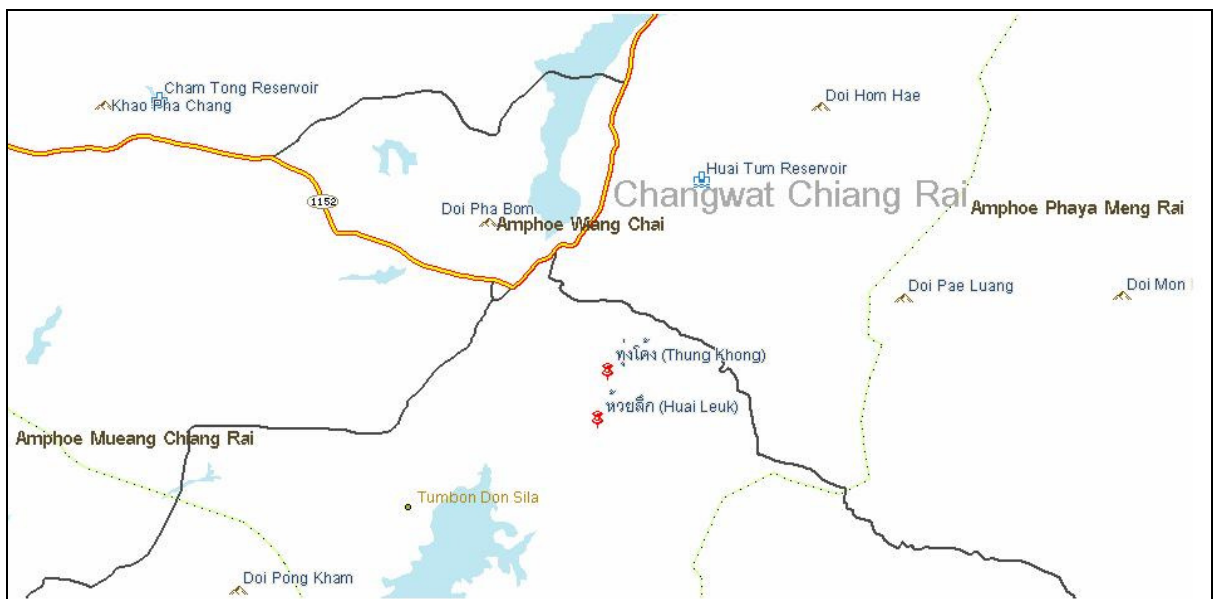 Cham Tong Reservoir
Khao Pha Chang
Doi Hom Hae
Huai Tum Reservoir
Changwat Chiang Rai
1152
Doi Pha Bom
Amphoe Wiang Chai
Amphoe Phaya Meng Rai
Doi Pae Luang
Doi Mon
ทุ่งโค้ง (Thung Khong)
ห้วยลึก (Huai Leuk)
Amphoe Mueang Chiang Rai
Tumbon Don Sila
Doi Pong Kham